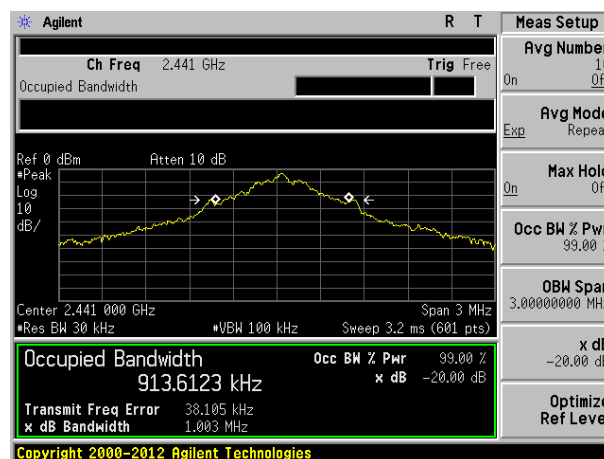 Agilent R T
Ch Freq 2.441 GHz Trig Free
Occupied Bandwidth
Ref 0 dBm Atten 10 dB
#Peak
Log
10
dB/
Center 2.441 000 GHz Span 3 MHz
#Res BW 30 kHz #VBW 100 kHz Sweep 3.2 ms (601 pts)
Occupied Bandwidth
913.6123 kHz
Occ BW % Pwr 99.00 %
x dB -20.00 dB
Transmit Freq Error 38.105 kHz
x dB Bandwidth 1.003 MHz
Copyright 2000-2012 Agilent Technologies
Meas Setup
Avg Number
On
Avg Mode
Exp Repeat
Max Hold
On
Occ BW % Pwr
99.00
OBW Span
3.00000000 MHz
x dB
-20.00 dB
Optimize
Ref Level